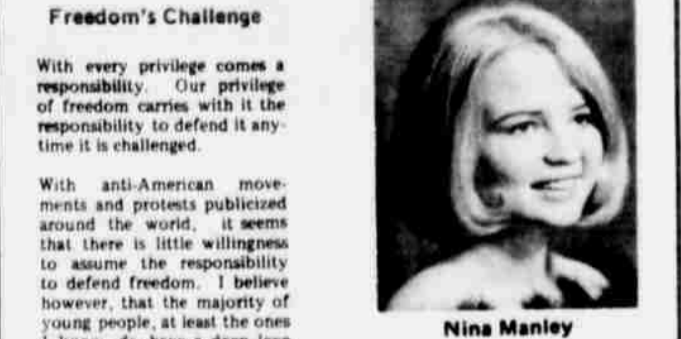 Freedom's Challenge
With every privilege comes a
responsibility. Our privilege
of freedom carries with it the
responsibility to defend it any-
time it is challenged.
With anti-American move-
ments and protests publicized
around the world, it seems
that there is little willingness
to assume the responsibility
to defend freedom. I believe
however, that the majority of
young people, at least the ones
Nina Manley